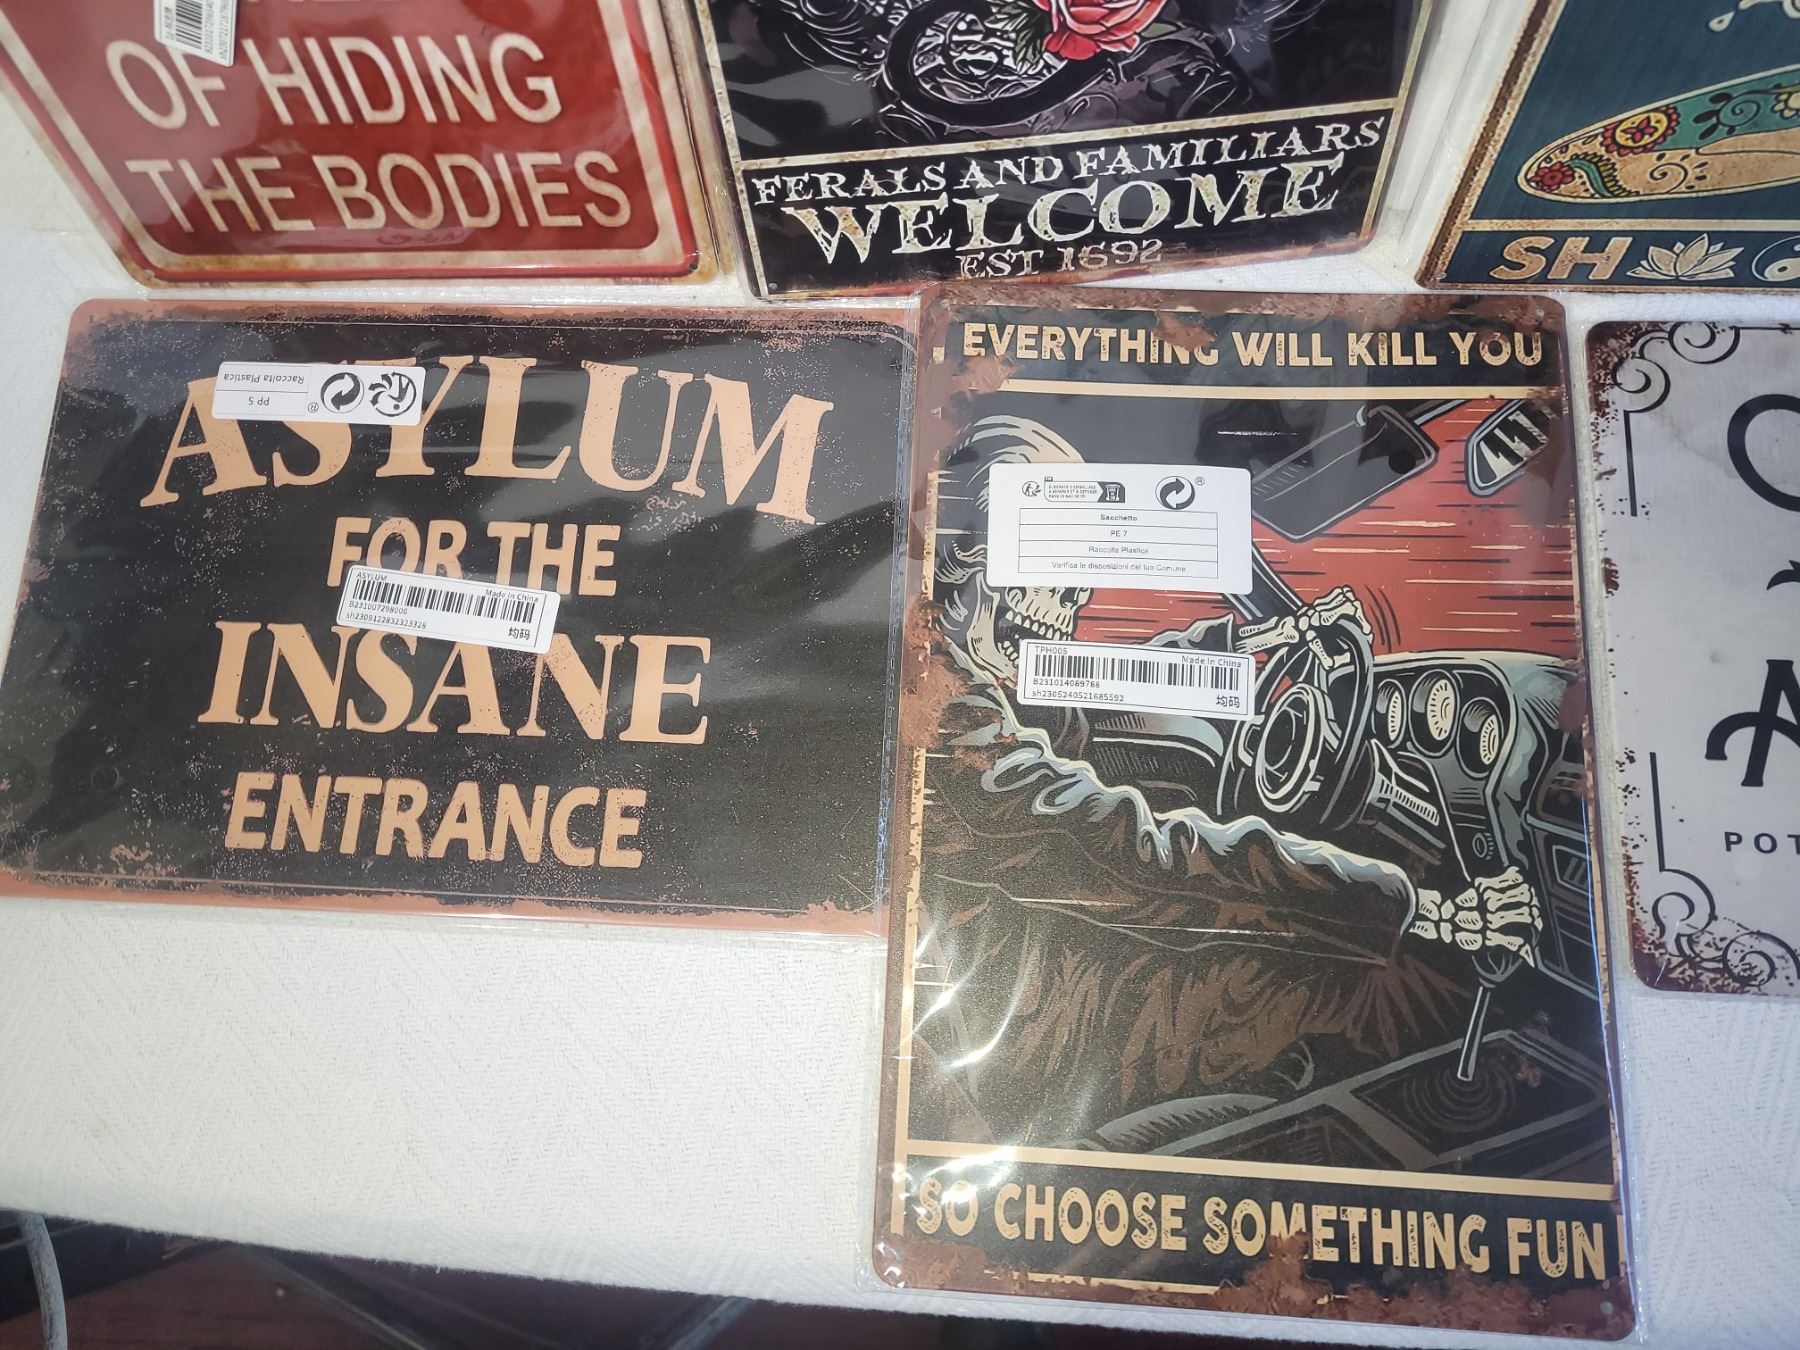 OF HIDING
THE BODIES
FERALS AND FAMILIARS
WELCOME
EST 1692
SH
ASYLUM
FOR THE
INSANE
ENTRANCE
PP 5
Raccolta Plastica
ASYLUM
Made in China
B231007298006
sh2309122832323328
均码
EVERYTHING WILL KILL YOU
SO CHOOSE SOMETHING FUN
Sacchetto
PE 7
Raccolta Plastica
Verifica le disposizioni del tuo Comune
TPH005
Made in China
B231014089788
sh2305240521685592
均码
POT